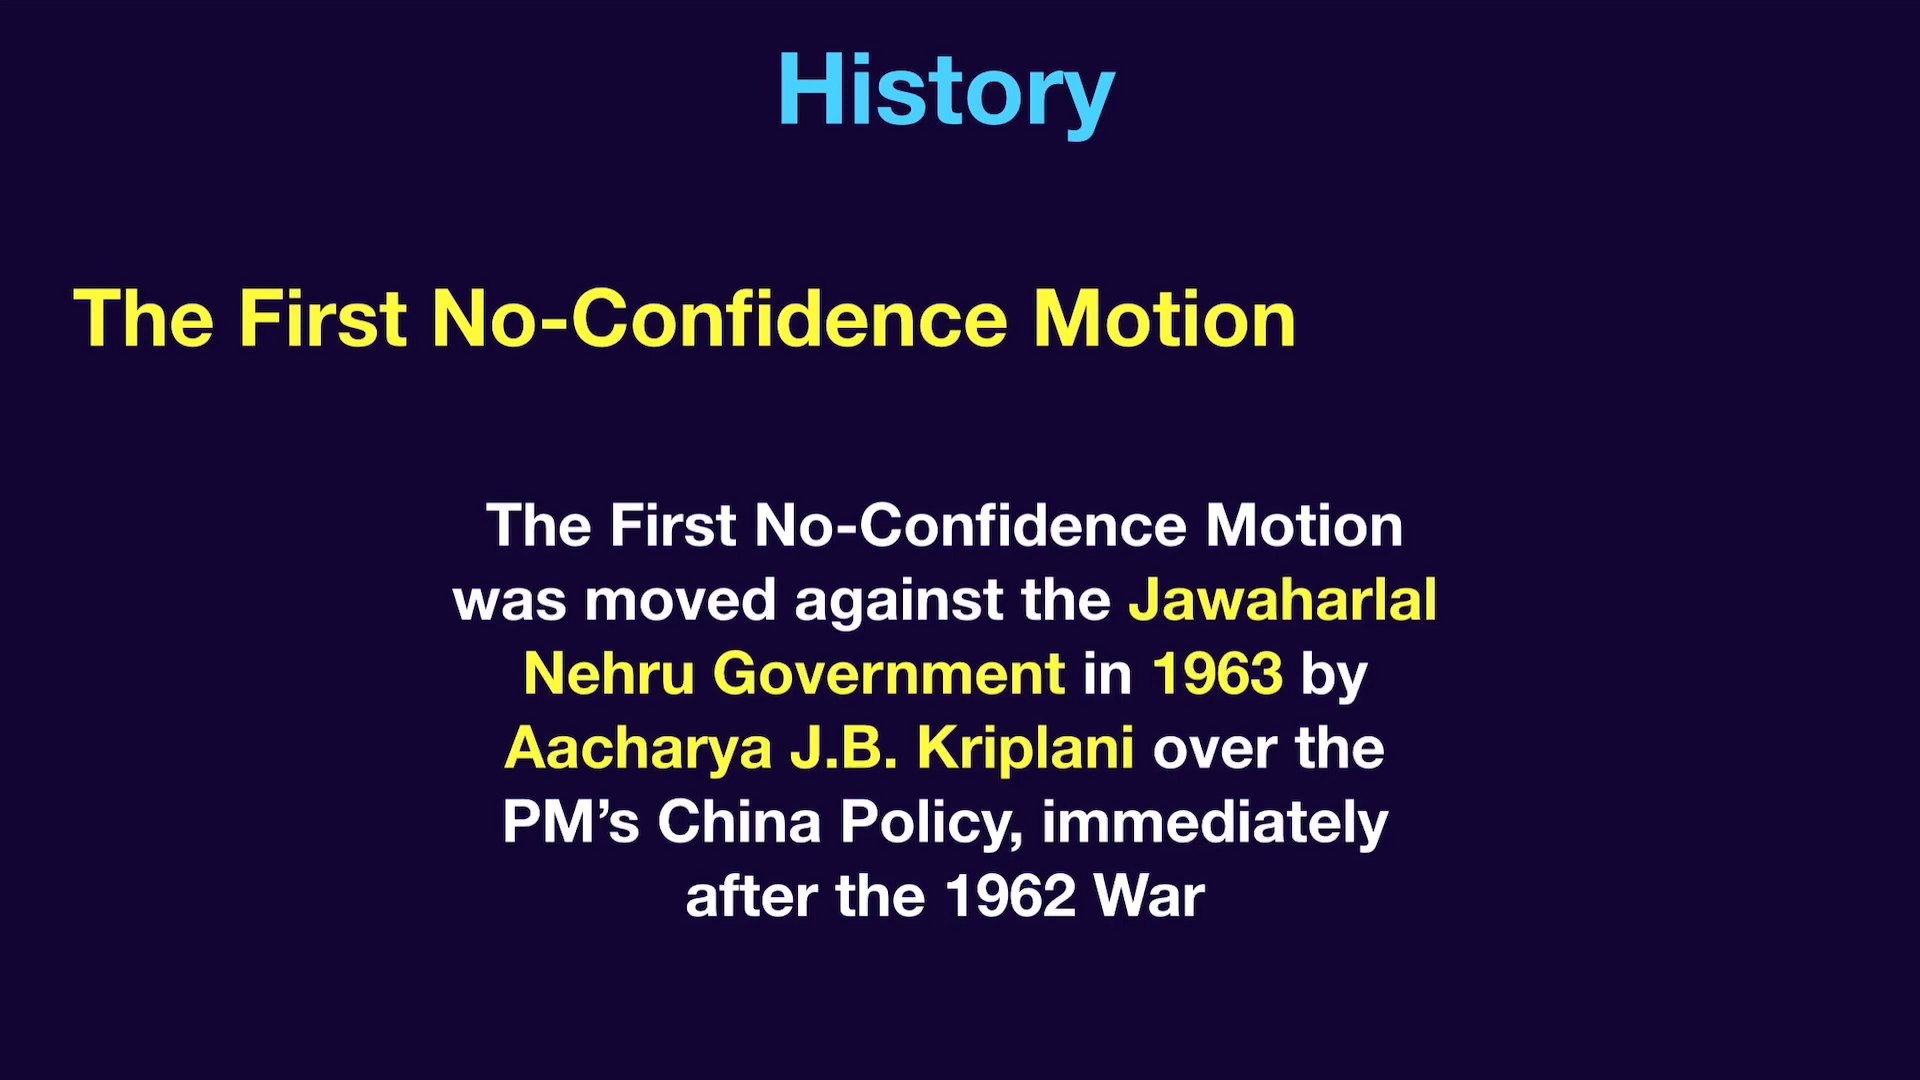 History
The First No-Confidence Motion
The First No-Confidence Motion
was moved against the Jawaharlal
Nehru Government in 1963 by
Aacharya J.B. Kriplani over the
PM’s China Policy, immediately
after the 1962 War